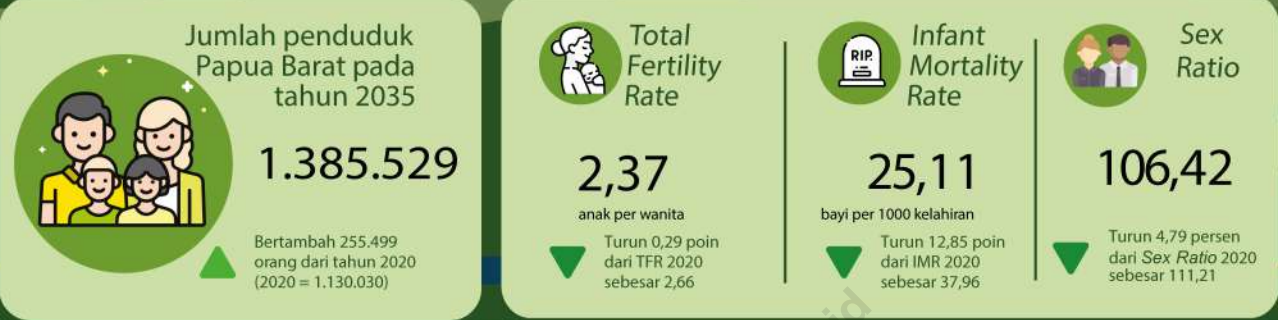 Jumlah penduduk
Papua Barat pada
tahun 2035
1.385.529
Bertambah 255.499
orang dari tahun 2020
(2020 = 1.130.030)
Total
Fertility
Rate
2,37
anak per wanita
Turun 0,29 poin
dari TFR 2020
sebesar 2,66
RIP.
Infant
Mortality
Rate
25,11
bayi per 1000 kelahiran
Turun 12,85 poin
dari IMR 2020
sebesar 37,96
Sex
Ratio
106,42
Turun 4,79 persen
dari Sex Ratio 2020
sebesar 111,21
id